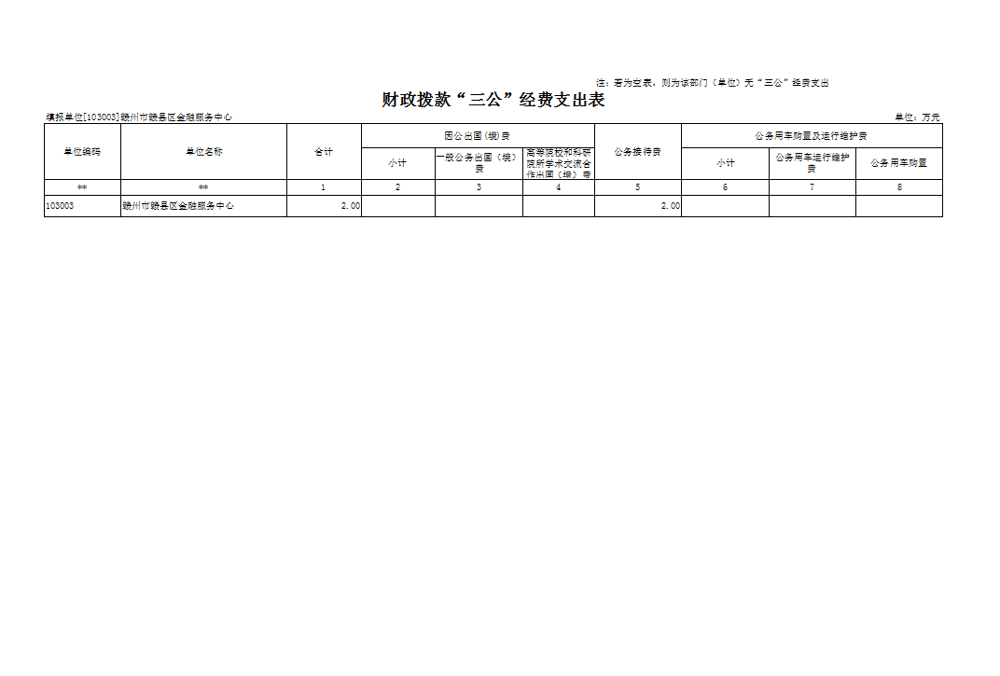 注：若为空表，则为该部门（单位）无“三公”经费支出
财政拨款“三公”经费支出表
填报单位[103003]赣州市赣县区金融服务中心 单位：万元
单位编码 单位名称 合计 因公出国(境)费 公务接待费 公务用车购置及运行维护费
小计 一般公务出国（境）费 高等院校和科研院所学术交流合作出国（境）费 小计 公务用车运行维护费 公务用车购置
** ** 1 2 3 4 5 6 7 8
103003 赣州市赣县区金融服务中心 2.00 2.00